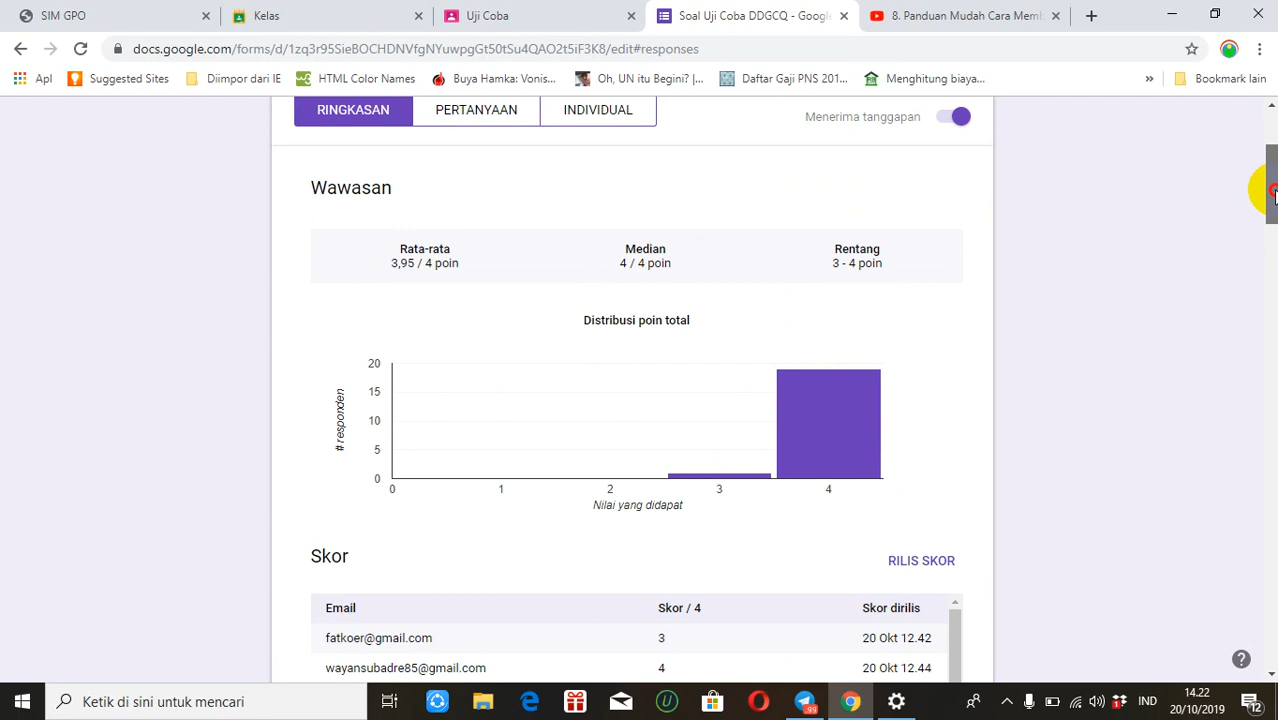 SIM GPO
Kelas
Uji Coba
Soal Uji Coba DDGCQ - Google
8. Panduan Mudah Cara Memb
docs.google.com/forms/d/1zq3r95SieBOCHDNVfgNYuwpgGt50tSu4QAO2t5iF3K8/edit#responses
Apl
Suggested Sites
Diimpor dari IE
HTML Color Names
Buya Hamka: Vonis...
Oh, UN itu Begini? |...
Daftar Gaji PNS 201...
Menghitung biaya...
»
Bookmark lain
RINGKASAN
PERTANYAAN
INDIVIDUAL
Menerima tanggapan
Wawasan
Rata-rata
3,95 / 4 poin
Median
4 / 4 poin
Rentang
3 - 4 poin
Distribusi poin total
# responden
20
15
10
5
0
0 1 2 3 4
Nilai yang didapat
Skor
RILIS SKOR
Email Skor / 4 Skor dirilis
fatkoer@gmail.com 3 20 Okt 12.42
wayansubadre85@gmail.com 4 20 Okt 12.44
Ketik di sini untuk mencari
99
IND
14.22
20/10/2019
12